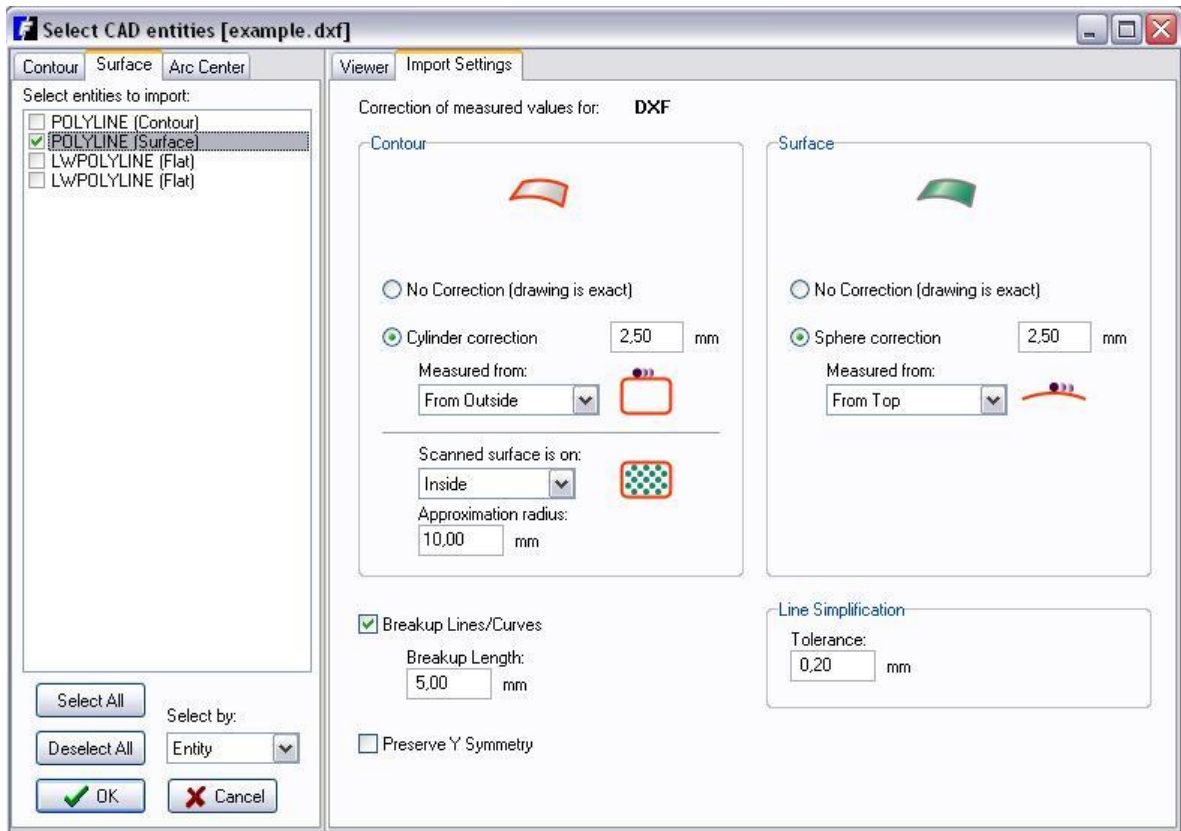 Select CAD entities [example.dxf]
Contour Surface Arc Center
Select entities to import:
POLYLINE (Contour)
POLYLINE (Surface)
LWPOLYLINE (Flat)
LWPOLYLINE (Flat)
Select All
Deselect All
Select by:
Entity
OK Cancel
Viewer Import Settings
Correction of measured values for: DXF
Contour
No Correction (drawing is exact)
Cylinder correction 2,50 mm
Measured from:
From Outside
Scanned surface is on:
Inside
Approximation radius:
10,00 mm
Surface
No Correction (drawing is exact)
Sphere correction 2,50 mm
Measured from:
From Top
Breakup Lines/Curves
Breakup Length:
5,00 mm
Preserve Y Symmetry
Line Simplification
Tolerance:
0,20 mm